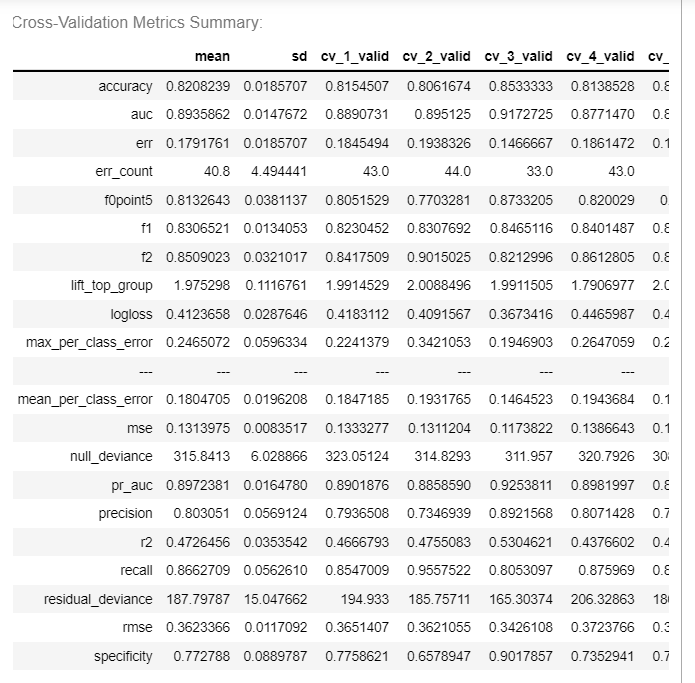 Cross-Validation Metrics Summary:
mean sd cv_1_valid cv_2_valid cv_3_valid cv_4_valid cv_
accuracy 0.8208239 0.0185707 0.8154507 0.8061674 0.8533333 0.8138528 0.8
auc 0.8935862 0.0147672 0.8890731 0.895125 0.9172725 0.8771470 0.8
err 0.1791761 0.0185707 0.1845494 0.1938326 0.1466667 0.1861472 0.1
err_count 40.8 4.494441 43.0 44.0 33.0 43.0
f0point5 0.8132643 0.0381137 0.8051529 0.7703281 0.8733205 0.820029 0
f1 0.8306521 0.0134053 0.8230452 0.8307692 0.8465116 0.8401487 0.8
f2 0.8509023 0.0321017 0.8417509 0.9015025 0.8212996 0.8612805 0.8
lift_top_group 1.975298 0.1116761 1.9914529 2.0088496 1.9911505 1.7906977 2.0
logloss 0.4123658 0.0287646 0.4183112 0.4091567 0.3673416 0.4465987 0.4
max_per_class_error 0.2465072 0.0596334 0.2241379 0.3421053 0.1946903 0.2647059 0.2
--- --- --- --- --- --- ---
mean_per_class_error 0.1804705 0.0196208 0.1847185 0.1931765 0.1464523 0.1943684 0.1
mse 0.1313975 0.0083517 0.1333277 0.1311204 0.1173822 0.1386643 0.1
null_deviance 315.8413 6.028866 323.05124 314.8293 311.957 320.7926 30
pr_auc 0.8972381 0.0164780 0.8901876 0.8858590 0.9253811 0.8981997 0.8
precision 0.803051 0.0569124 0.7936508 0.7346939 0.8921568 0.8071428 0.7
r2 0.4726456 0.0353542 0.4666793 0.4755083 0.5304621 0.4376602 0.4
recall 0.8662709 0.0562610 0.8547009 0.9557522 0.8053097 0.875969 0.8
residual_deviance 187.79787 15.047662 194.933 185.75711 165.30374 206.32863 18
rmse 0.3623366 0.0117092 0.3651407 0.3621055 0.3426108 0.3723766 0.3
specificity 0.772788 0.0889787 0.7758621 0.6578947 0.9017857 0.7352941 0.7